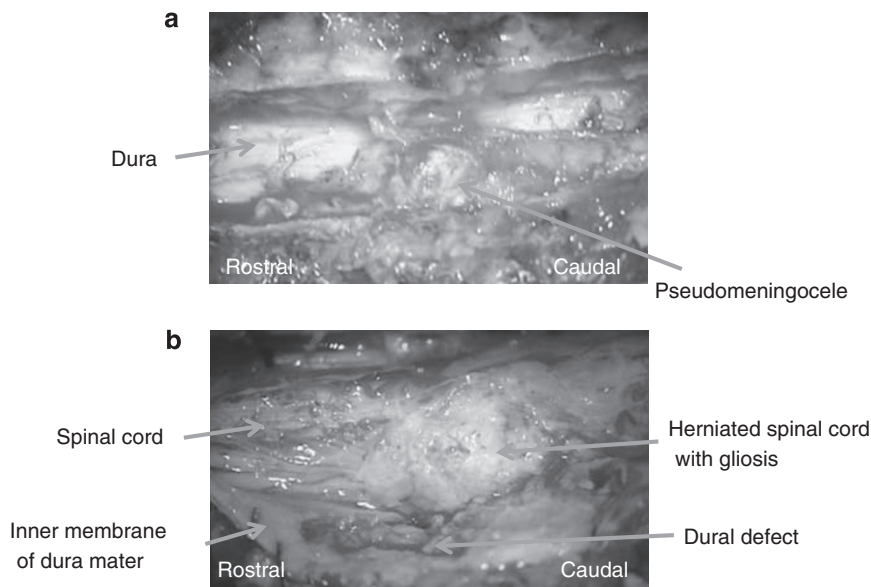 a
Dura
Rostral
Caudal
Pseudomeningocele
b
Spinal cord
Herniated spinal cord
with gliosis
Inner membrane
of dura mater
Dural defect
Rostral
Caudal